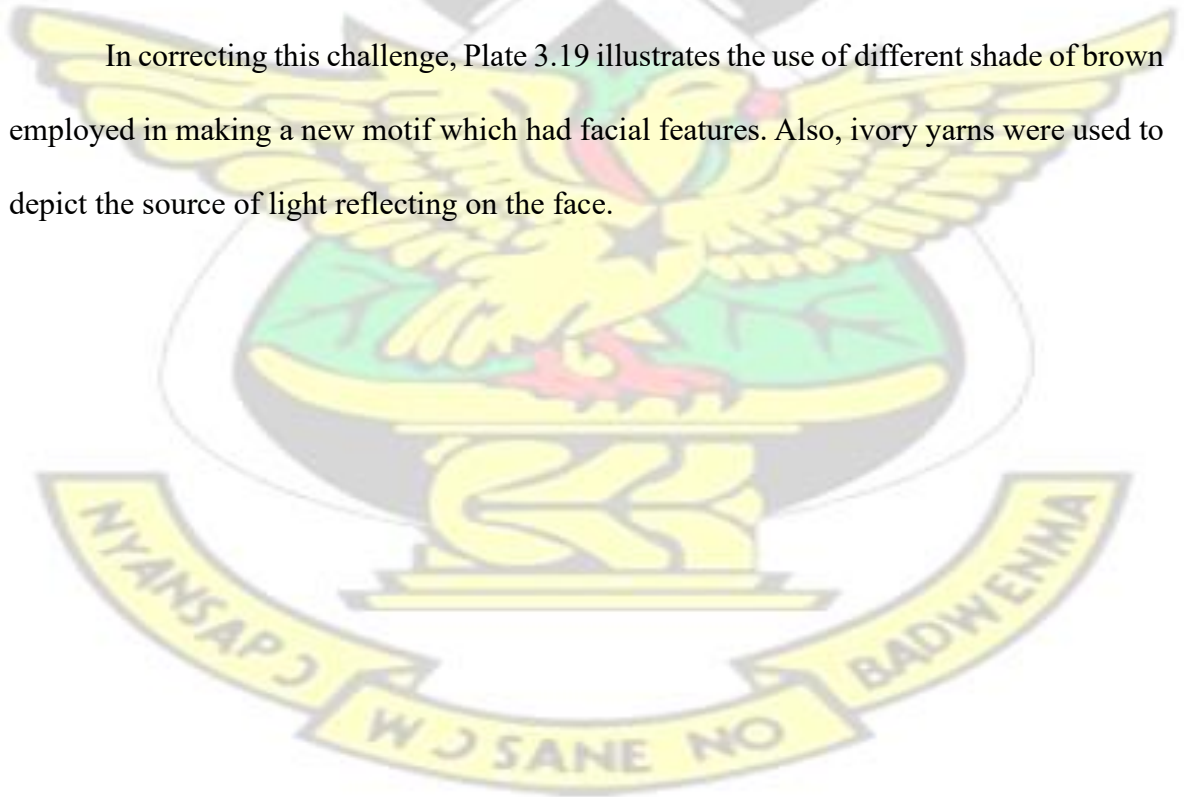 In correcting this challenge, Plate 3.19 illustrates the use of different shade of brown
employed in making a new motif which had facial features. Also, ivory yarns were used to
depict the source of light reflecting on the face.
NYANSAPƆ
WƆ SANE NO
BADWENMA